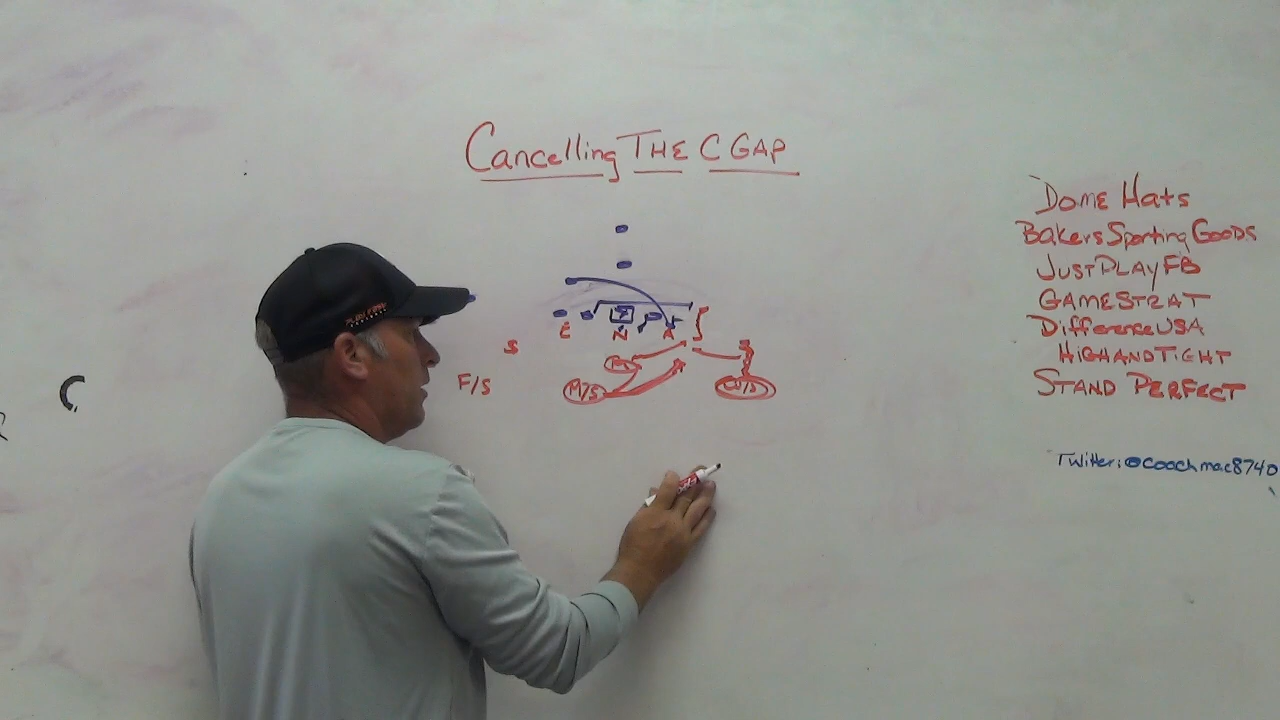 Cancelling THE C GAP
DOME Hats
Bakers Sporting Goods
JUSTPLAYFB
GAMESTRAT
DifferenceUSA
HIGHANDTIGHT
STAND PERFECT
Twitter:@coachmac8740
E N A
S S
F/S M/S
C